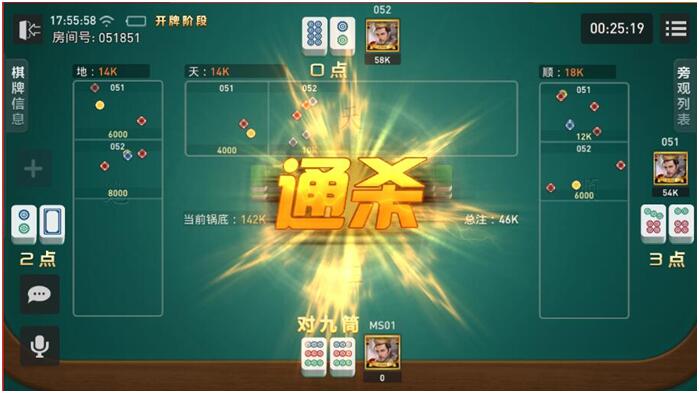 17:55:58
开牌阶段
房间号: 051851
052
58K
0点
00:25:19
棋牌信息
旁观列表
地: 14K
天: 14K
顺: 18K
051
6000
052
8000
051
4000
052
051
12K
052
6000
051
54K
通杀
当前锅底: 142K
总注: 46K
2点
3点
对九筒
MS01
0